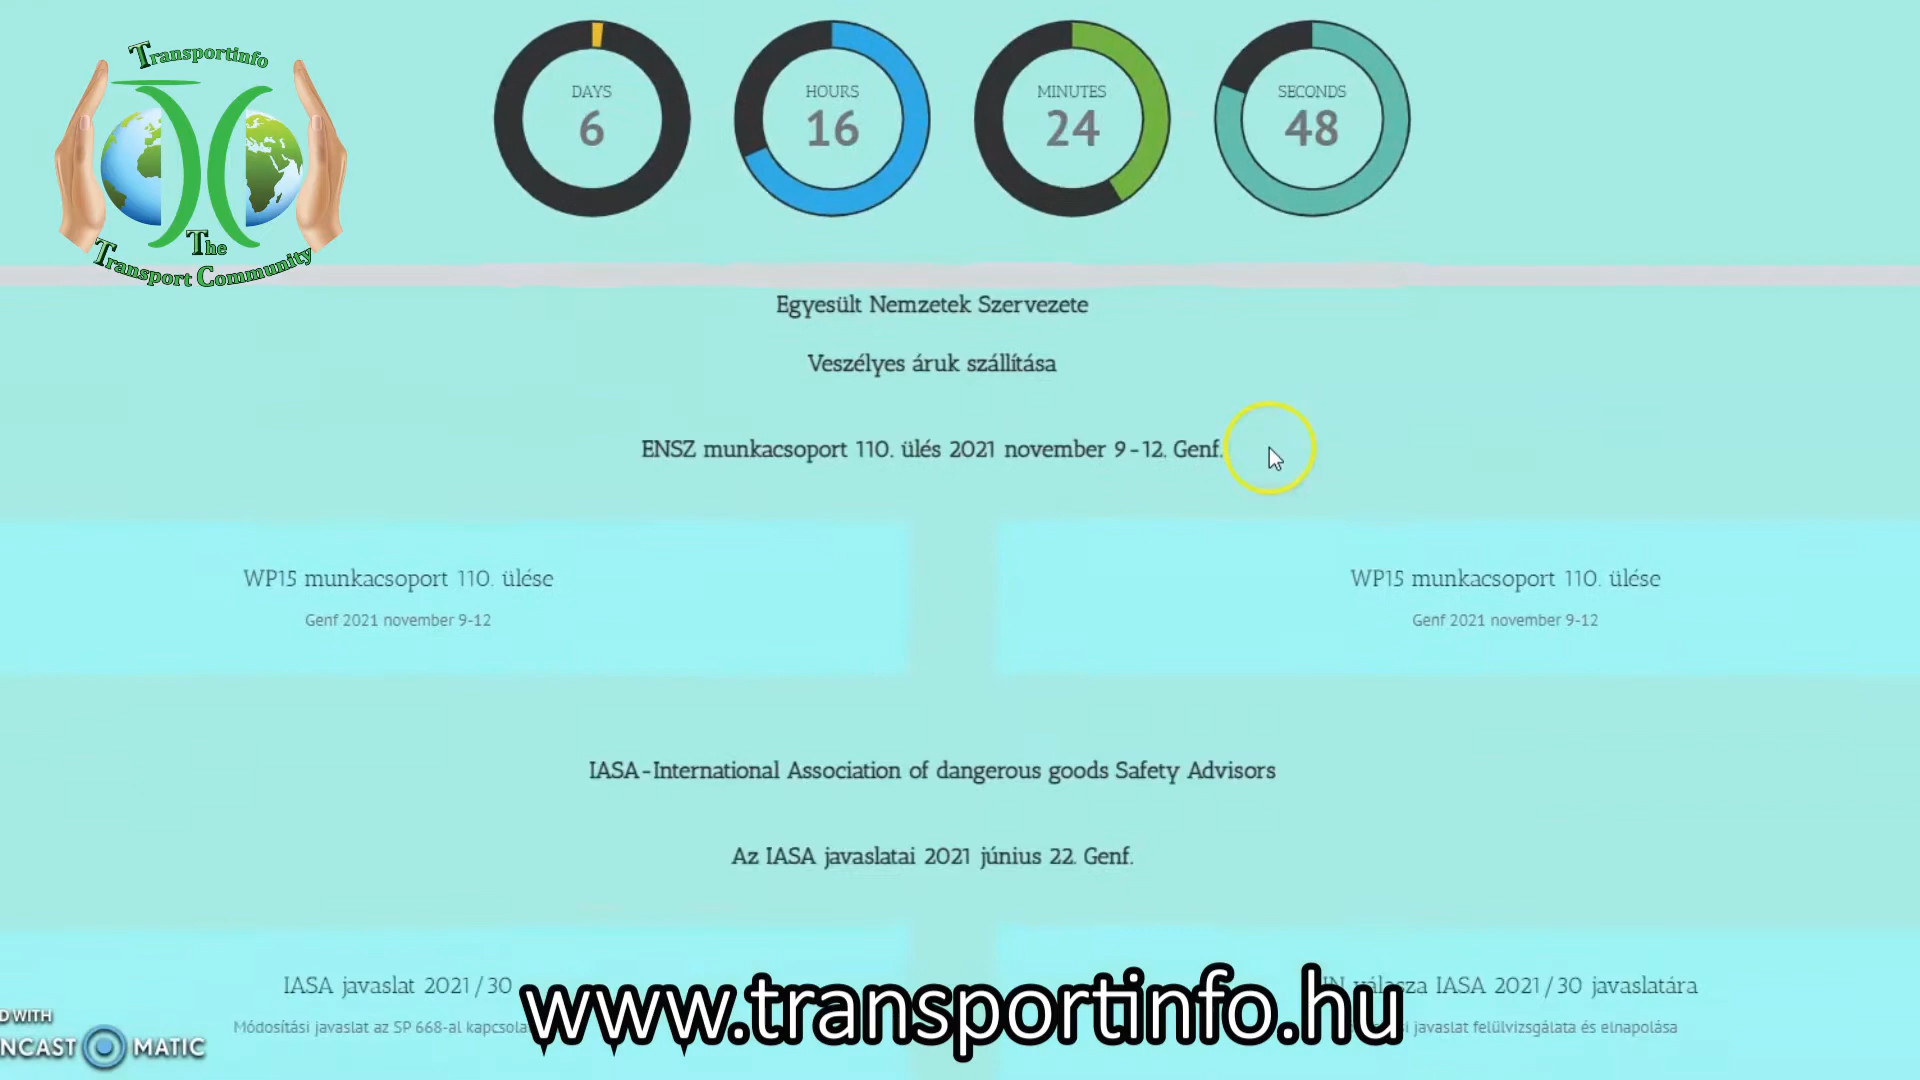 Transportinfo
The
Transport Community
DAYS
6
HOURS
16
MINUTES
24
SECONDS
48
Egyesült Nemzetek Szervezete
Veszélyes áruk szállítása
ENSZ munkacsoport 110. ülés 2021 november 9-12. Genf.
WP15 munkacsoport 110. ülése
Genf 2021 november 9-12
WP15 munkacsoport 110. ülése
Genf 2021 november 9-12
IASA-International Association of dangerous goods Safety Advisors
Az IASA javaslatai 2021 június 22. Genf.
IASA javaslat 2021/30
Módosítási javaslat az SP 668-al
válasza IASA 2021/30 javaslatára
javaslat felülvizsgálata és elnapolása
www.transportinfo.hu
WITH
MATIC